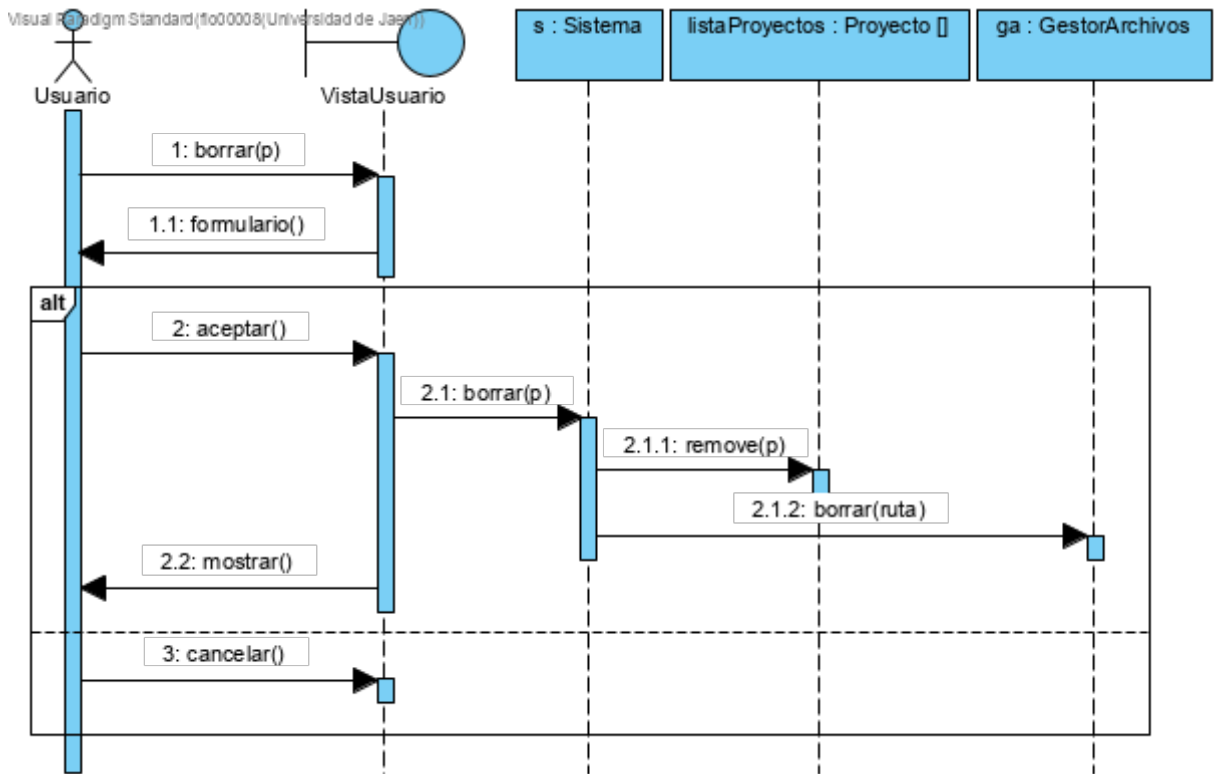 Visual Paradigm Standard(flo00008(Universidad de Jaen))
Usuario
VistaUsuario
s : Sistema
listaProyectos : Proyecto []
ga : GestorArchivos
1: borrar(p)
1.1: formulario()
alt
2: aceptar()
2.1: borrar(p)
2.1.1: remove(p)
2.1.2: borrar(ruta)
2.2: mostrar()
3: cancelar()